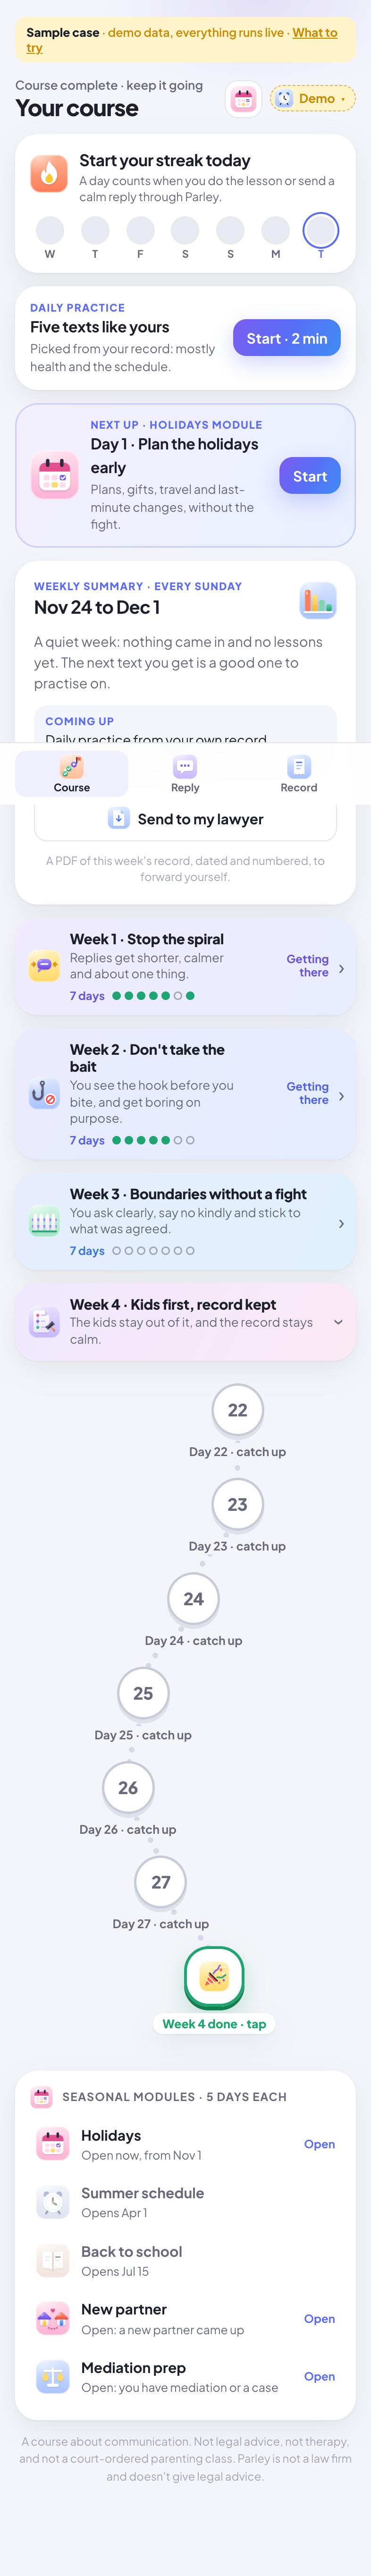 Sample case · demo data, everything runs live · What to
try
Course complete · keep it going
Your course
Demo
Start your streak today
A day counts when you do the lesson or send a
calm reply through Parley.
W T F S S M T
DAILY PRACTICE
Five texts like yours
Picked from your record: mostly
health and the schedule.
Start · 2 min
NEXT UP · HOLIDAYS MODULE
Day 1 · Plan the holidays
early
Plans, gifts, travel and last-
minute changes, without the
fight.
Start
WEEKLY SUMMARY · EVERY SUNDAY
Nov 24 to Dec 1
A quiet week: nothing came in and no lessons
yet. The next text you get is a good one to
practise on.
COMING UP
Daily practice from your own record
Course
Reply
Record
Send to my lawyer
A PDF of this week's record, dated and numbered, to
forward yourself.
Week 1 · Stop the spiral
Replies get shorter, calmer
and about one thing.
7 days
Getting
there
Week 2 · Don't take the
bait
You see the hook before you
bite, and get boring on
purpose.
7 days
Getting
there
Week 3 · Boundaries without a fight
You ask clearly, say no kindly and stick to
what was agreed.
7 days
Week 4 · Kids first, record kept
The kids stay out of it, and the record stays
calm.
22
Day 22 · catch up
23
Day 23 · catch up
24
Day 24 · catch up
25
Day 25 · catch up
26
Day 26 · catch up
27
Day 27 · catch up
Week 4 done · tap
SEASONAL MODULES · 5 DAYS EACH
Holidays
Open now, from Nov 1
Open
Summer schedule
Opens Apr 1
Back to school
Opens Jul 15
New partner
Open: a new partner came up
Open
Mediation prep
Open: you have mediation or a case
Open
A course about communication. Not legal advice, not therapy,
and not a court-ordered parenting class. Parley is not a law firm
and doesn't give legal advice.